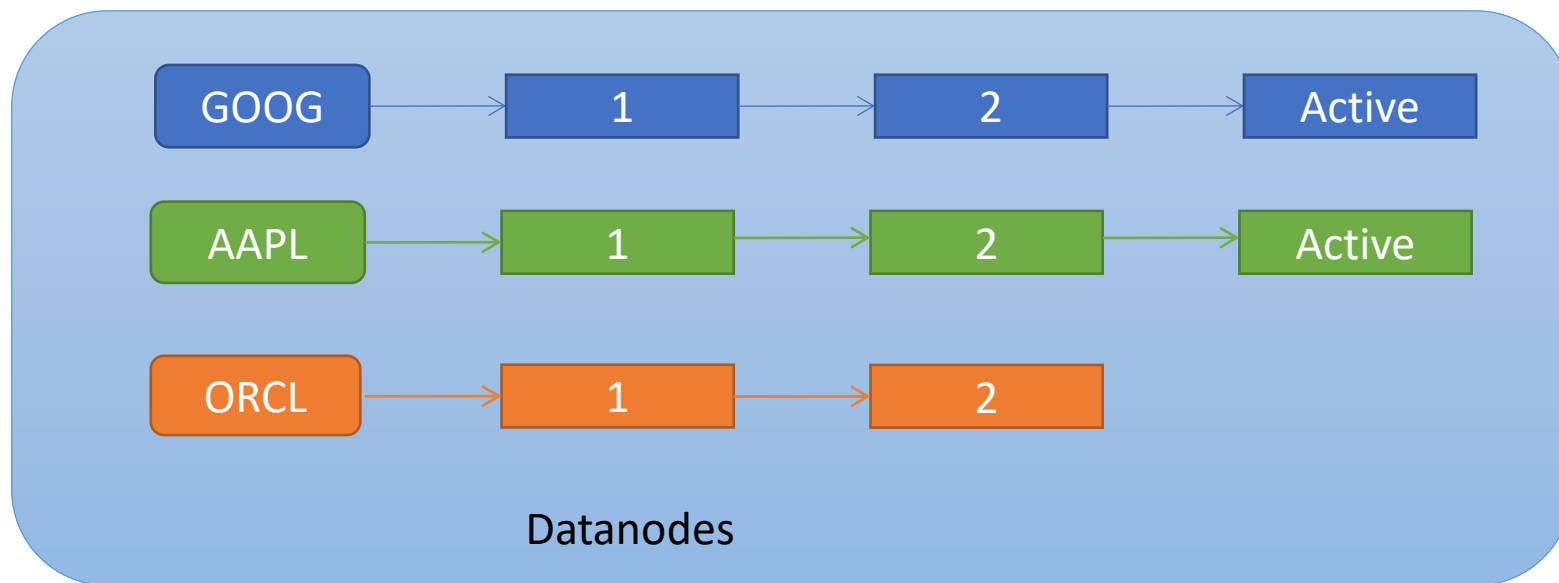 GOOG 1 2 Active
AAPL 1 2 Active
ORCL 1 2
Datanodes